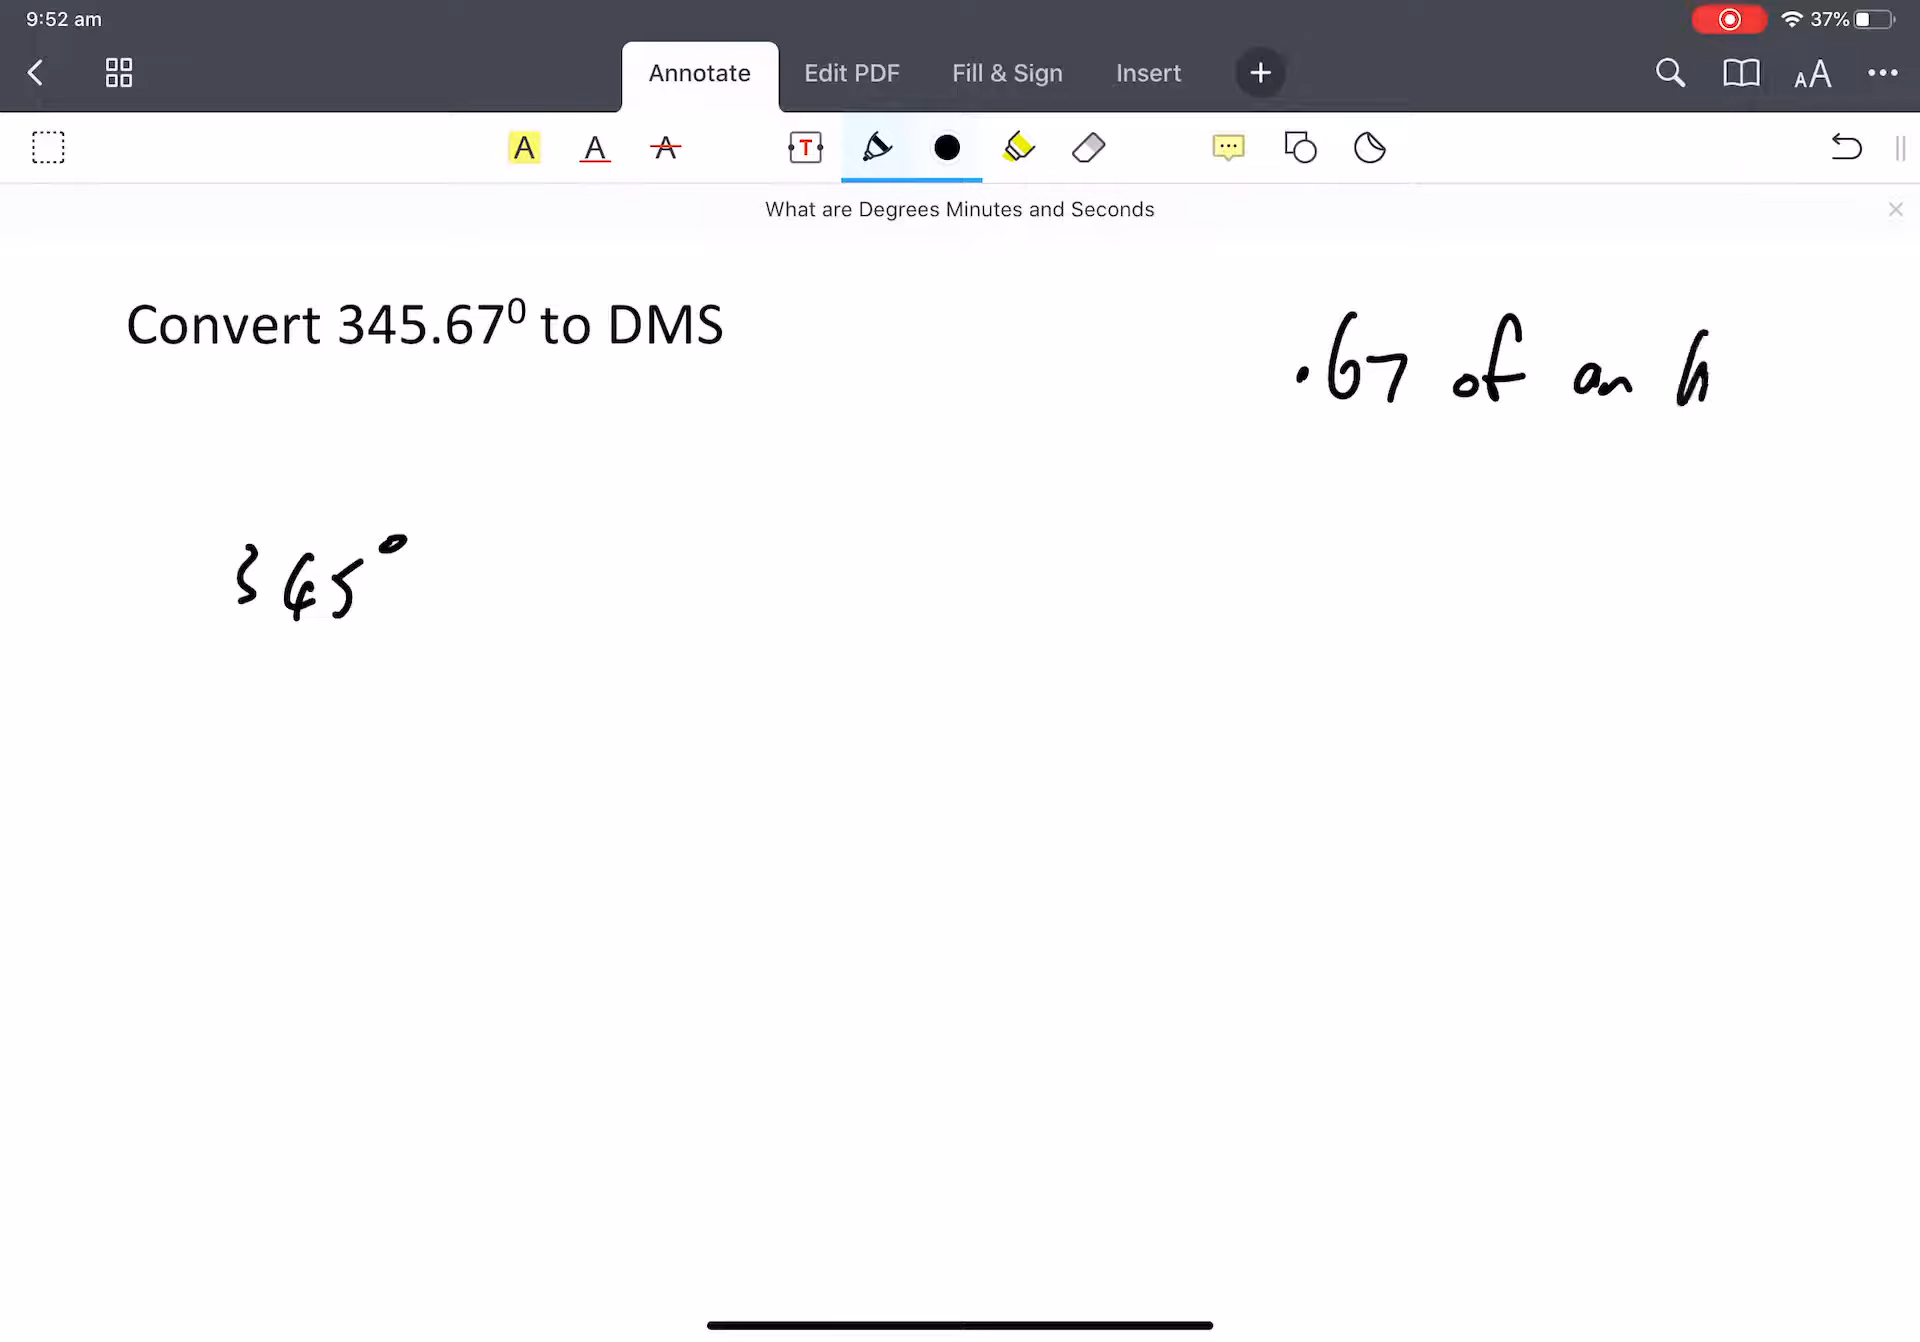 9:52 am
37%
Annotate Edit PDF Fill & Sign Insert
AA
A A A T
What are Degrees Minutes and Seconds
Convert 345.67⁰ to DMS
.67 of an h
345°